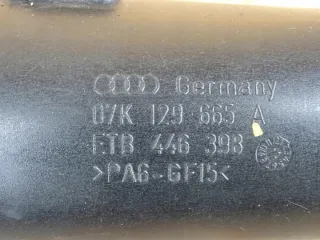 Germany
07K 129 665 A
FTB 446 398
>PA6-GF15<